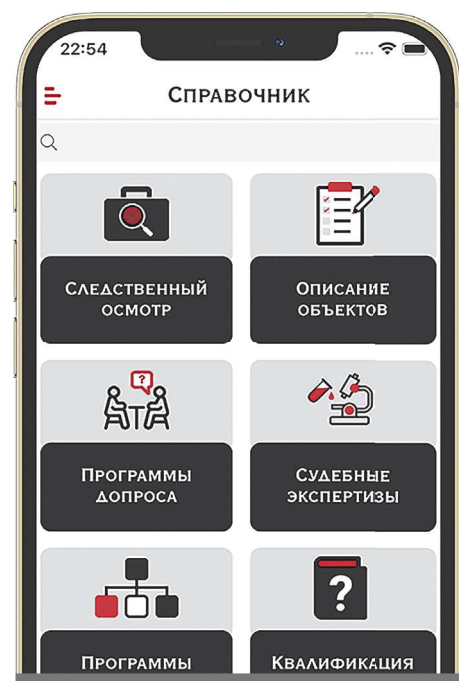 22:54
Справочник
Следственный
осмотр
Описание
объектов
Программы
допроса
Судебные
экспертизы
Программы
Квалификация